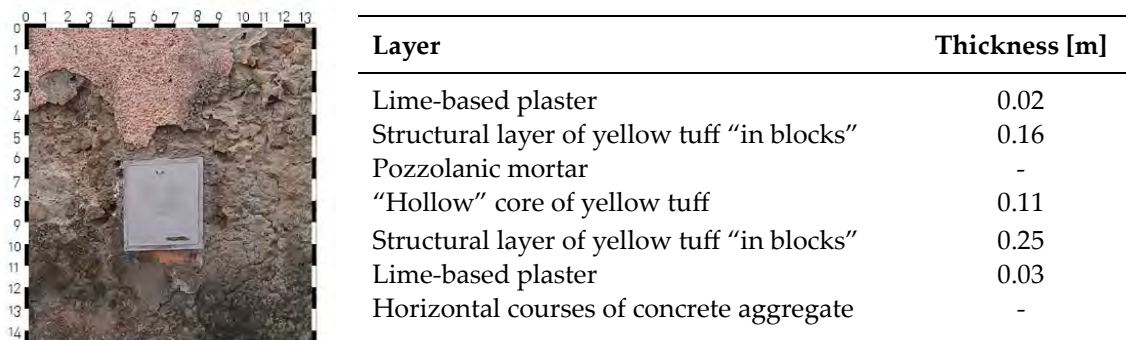 0 1 2 3 4 5 6 7 8 9 10 11 12 13
0
1
2
3
4
5
6
7
8
9
10
11
12
13
14
Layer Thickness [m]
Lime-based plaster 0.02
Structural layer of yellow tuff “in blocks” 0.16
Pozzolanic mortar -
“Hollow” core of yellow tuff 0.11
Structural layer of yellow tuff “in blocks” 0.25
Lime-based plaster 0.03
Horizontal courses of concrete aggregate -